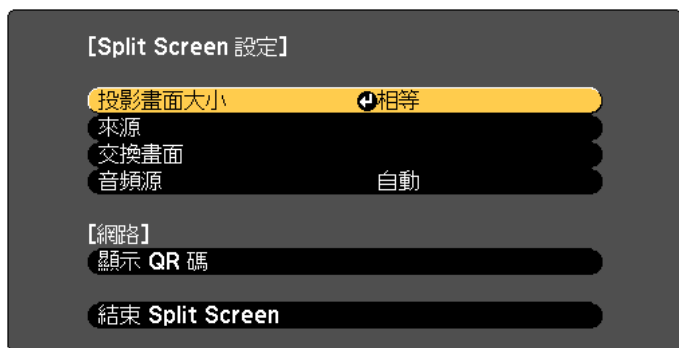 [Split Screen 設定]
投影畫面大小 相等
來源
交換畫面
音頻源 自動
[網路]
顯示 QR 碼
結束 Split Screen